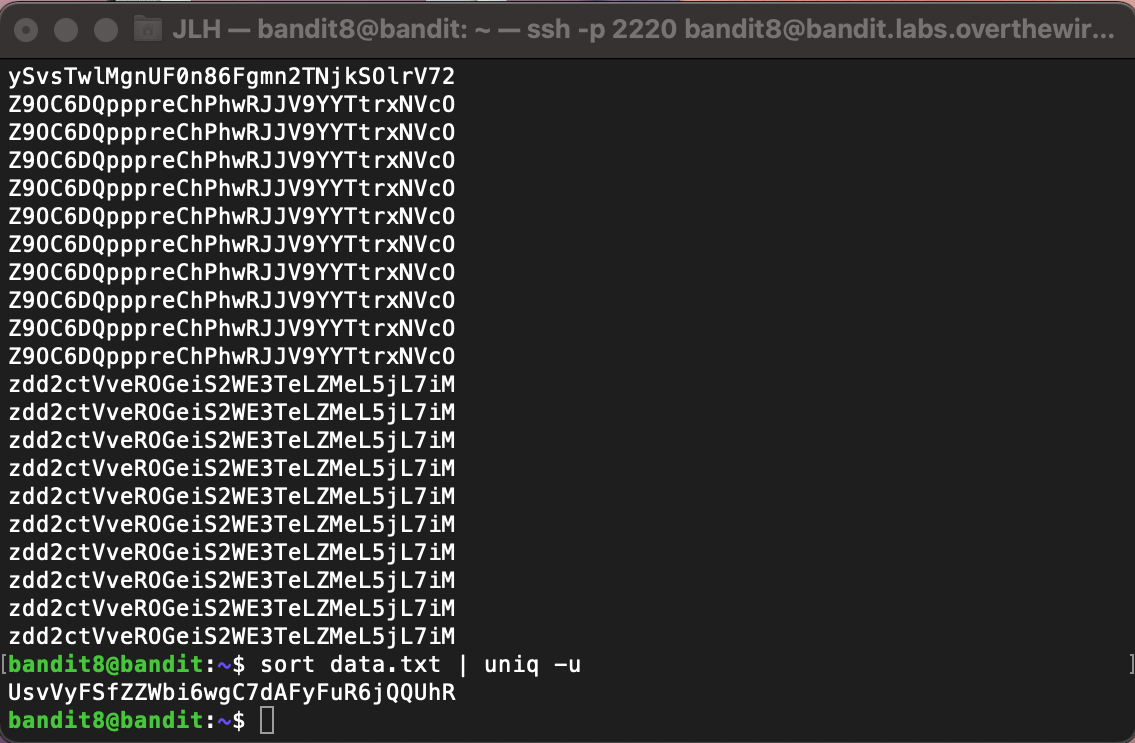 JLH — bandit8@bandit: ~ — ssh -p 2220 bandit8@bandit.labs.overthewir...
ySvsTwlMgnUF0n86Fgmn2TNjkSOlrV72
Z9OC6DQpppreChPhwRJJV9YYTtrxNVcO
Z9OC6DQpppreChPhwRJJV9YYTtrxNVcO
Z9OC6DQpppreChPhwRJJV9YYTtrxNVcO
Z9OC6DQpppreChPhwRJJV9YYTtrxNVcO
Z9OC6DQpppreChPhwRJJV9YYTtrxNVcO
Z9OC6DQpppreChPhwRJJV9YYTtrxNVcO
Z9OC6DQpppreChPhwRJJV9YYTtrxNVcO
Z9OC6DQpppreChPhwRJJV9YYTtrxNVcO
Z9OC6DQpppreChPhwRJJV9YYTtrxNVcO
Z9OC6DQpppreChPhwRJJV9YYTtrxNVcO
zdd2ctVveROGeiS2WE3TeLZMeL5jL7iM
zdd2ctVveROGeiS2WE3TeLZMeL5jL7iM
zdd2ctVveROGeiS2WE3TeLZMeL5jL7iM
zdd2ctVveROGeiS2WE3TeLZMeL5jL7iM
zdd2ctVveROGeiS2WE3TeLZMeL5jL7iM
zdd2ctVveROGeiS2WE3TeLZMeL5jL7iM
zdd2ctVveROGeiS2WE3TeLZMeL5jL7iM
zdd2ctVveROGeiS2WE3TeLZMeL5jL7iM
zdd2ctVveROGeiS2WE3TeLZMeL5jL7iM
zdd2ctVveROGeiS2WE3TeLZMeL5jL7iM
[bandit8@bandit:~$ sort data.txt | uniq -u ]
UsvVyFSfZZWbi6wgC7dAFyFuR6jQQUhR
bandit8@bandit:~$